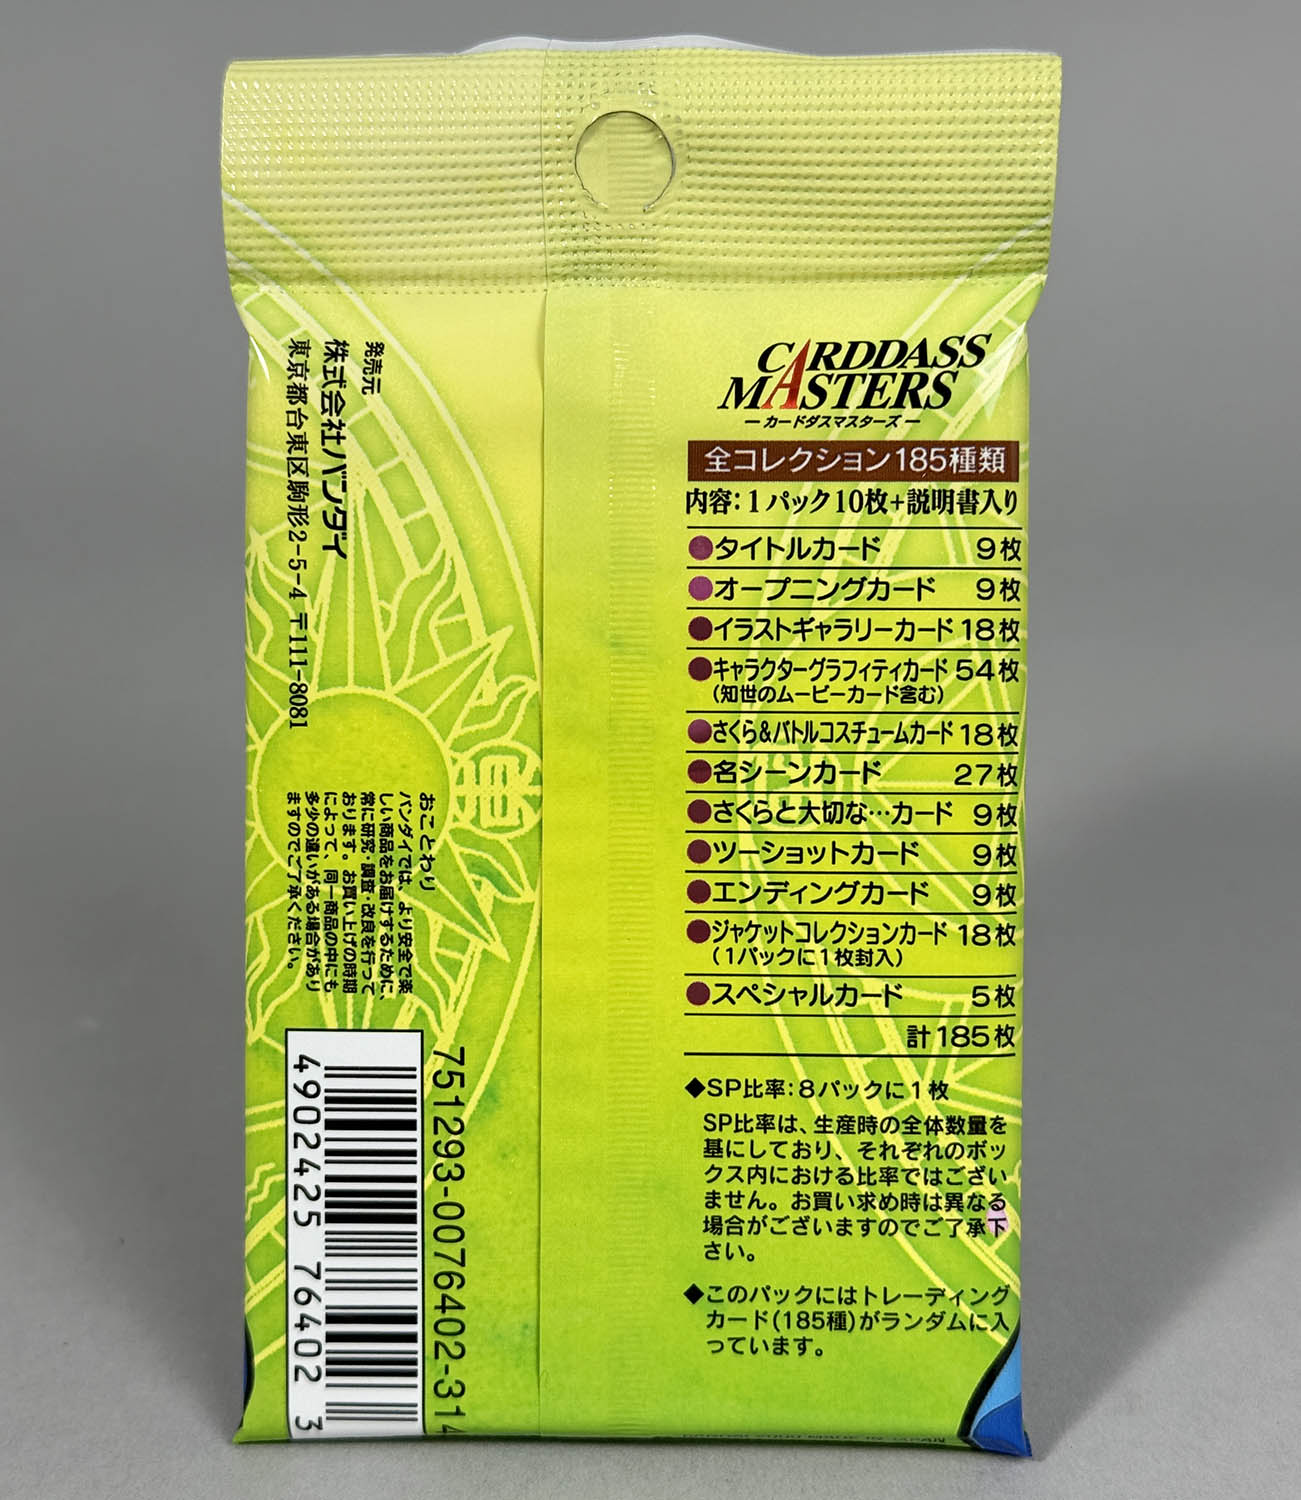 CARDDASS
MASTERS
ーカードダスマスターズー
全コレクション185種類
内容:1パック10枚+説明書入り
●タイトルカード 9枚
●オープニングカード 9枚
●イラストギャラリーカード 18枚
●キャラクターグラフィティカード 54枚
(知世のムービーカード含む)
●さくら&バトルコスチュームカード 18枚
●名シーンカード 27枚
●さくらと大切な…カード 9枚
●ツーショットカード 9枚
●エンディングカード 9枚
●ジャケットコレクションカード 18枚
(1パックに1枚封入)
●スペシャルカード 5枚
計185枚
◆SP比率:8パックに1枚
SP比率は、生産時の全体数量を
基にしており、それぞれのボッ
クス内における比率ではござい
ません。お買い求め時は異なる
場合がございますのでご了承下
さい。
◆このパックにはトレーディング
カード(185種)がランダムに入
っています。
発売元
株式会社バンダイ
東京都台東区駒形2-5-4 〒111-8081
東
おことわり
バンダイでは、より安全で楽
しい商品をお届けするために、
常に研究・調査・改良を行って
おります。お買い上げの時期
によって、同一商品の中にも
多少の違いがある場合があり
ますのでご了承ください。
751293-0076402-314
4902425 76402 3